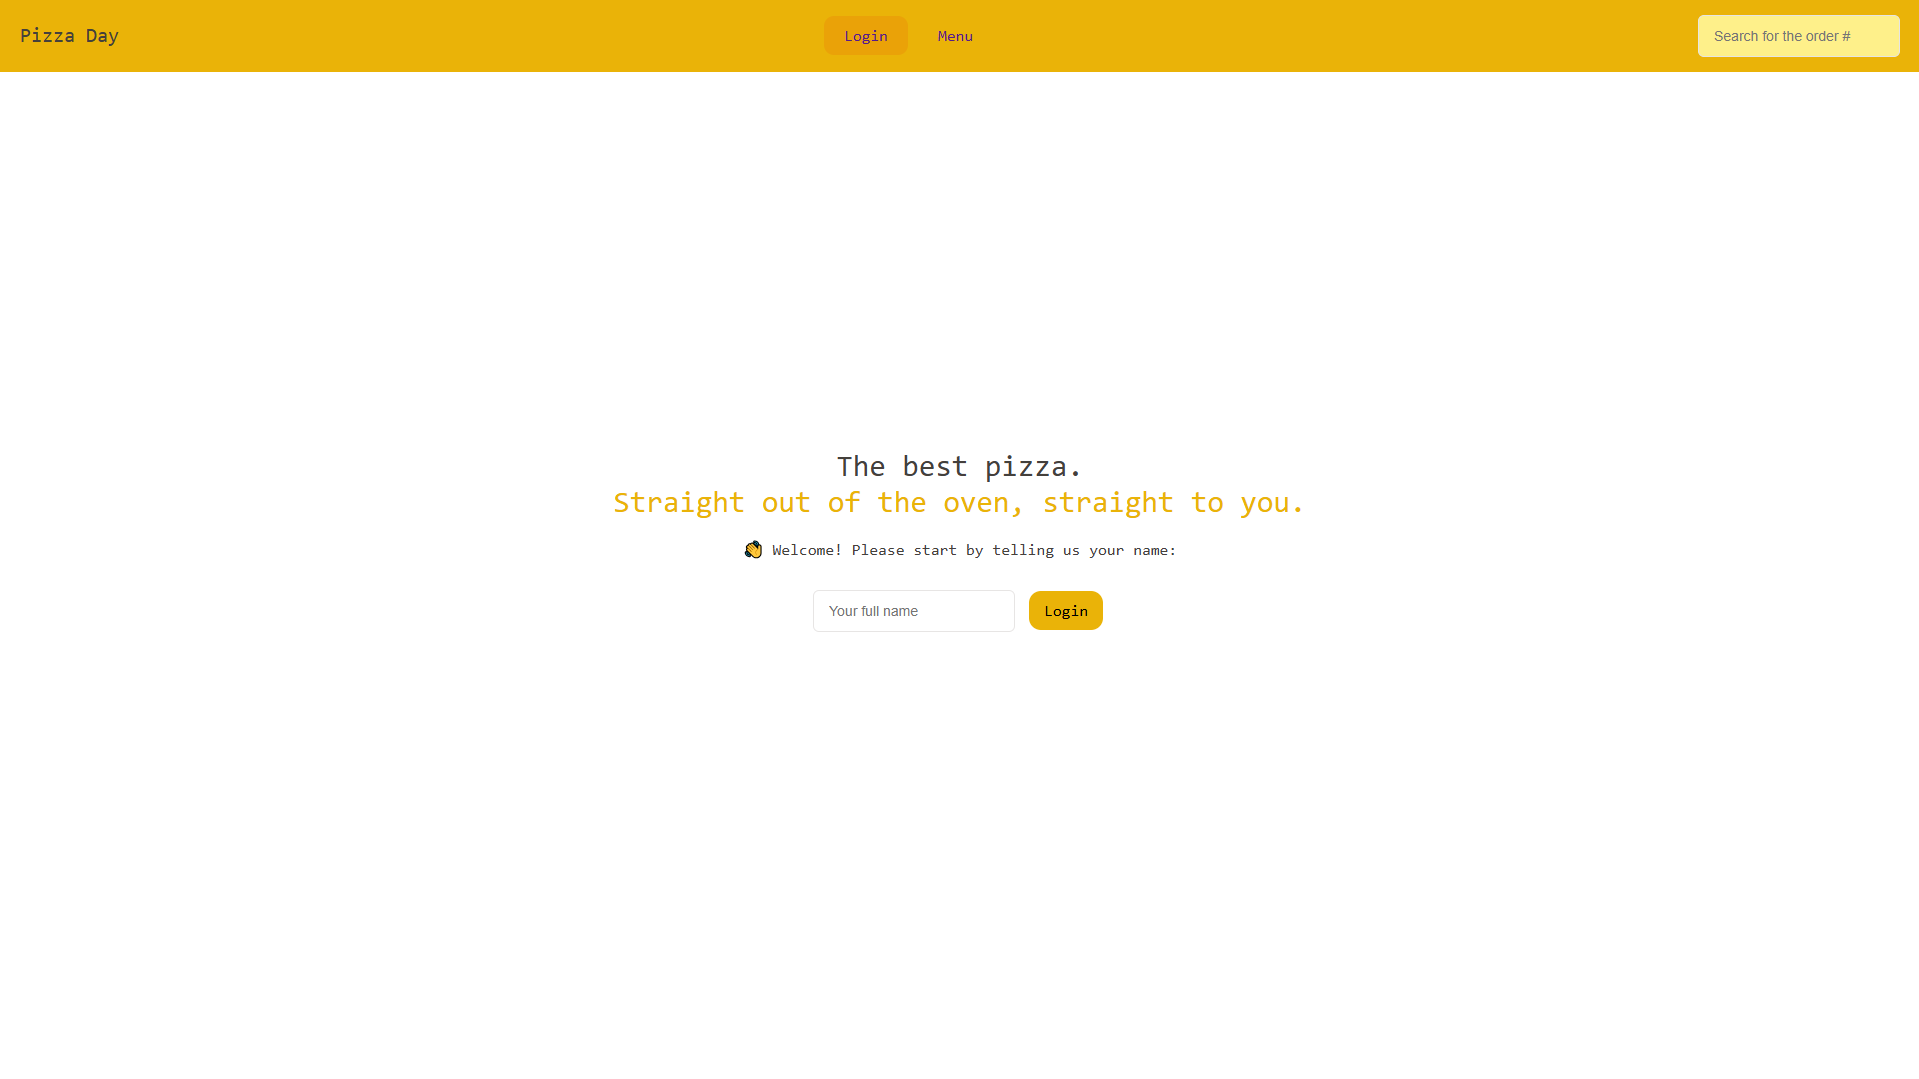 Pizza Day
Login
Menu
Search for the order #
The best pizza.
Straight out of the oven, straight to you.
👋 Welcome! Please start by telling us your name:
Your full name
Login